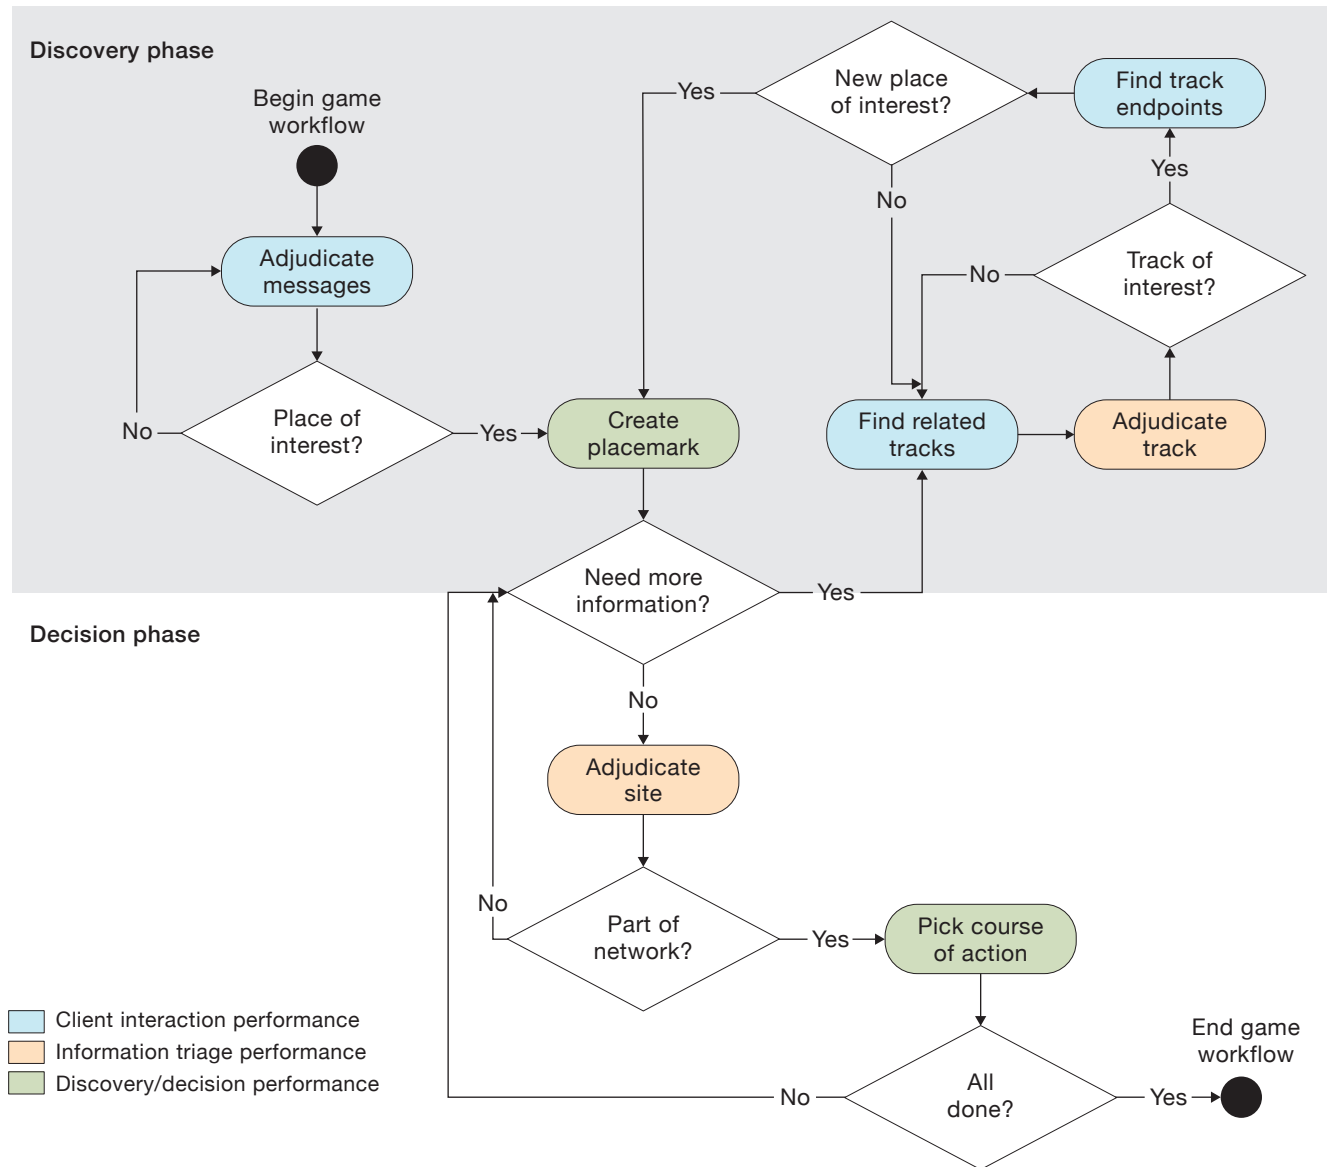 Discovery phase
Begin game
workflow
New place
of interest?
Find track
endpoints
Yes
Yes
No
Adjudicate
messages
Track of
interest?
No
Place of
interest?
No
Yes
Create
placemark
Find related
tracks
Adjudicate
track
Need more
information?
Yes
Decision phase
No
Adjudicate
site
No
Part of
network?
Yes
Pick course
of action
Client interaction performance
Information triage performance
Discovery/decision performance
End game
workflow
All
done?
No
Yes